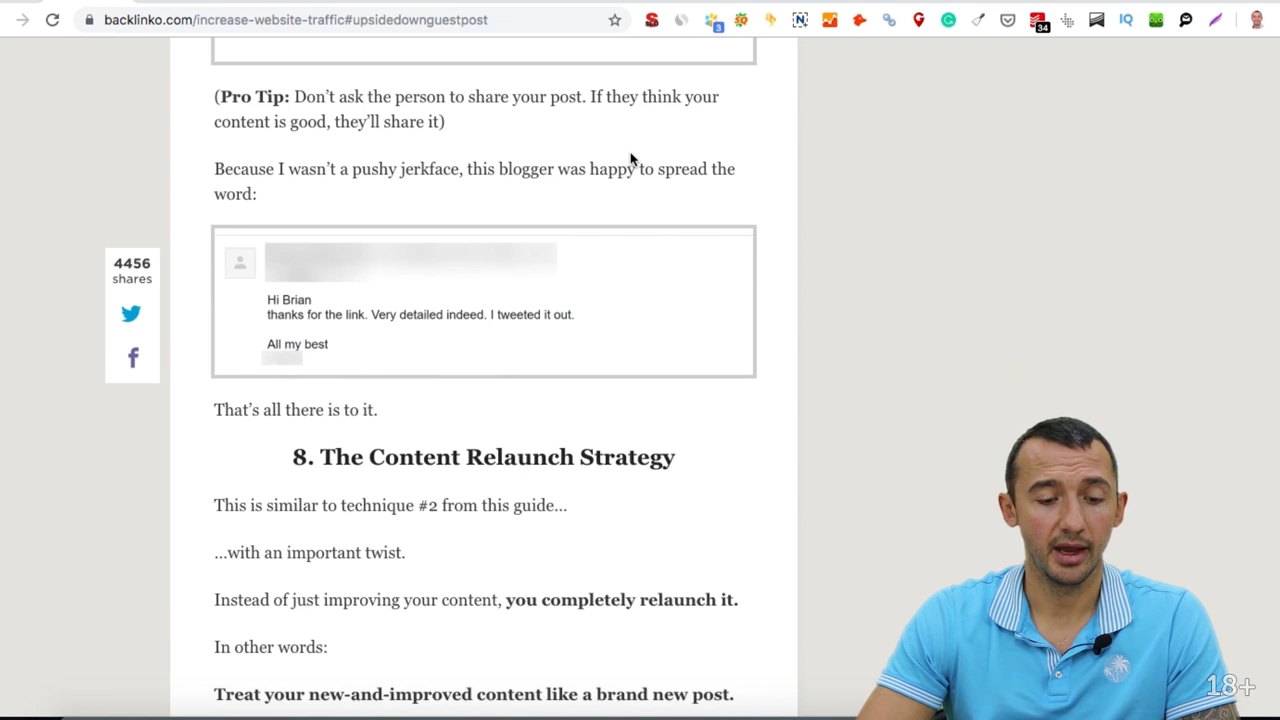 backlinko.com/increase-website-traffic#upsidedownguestpost
3
34
IQ
(Pro Tip: Don’t ask the person to share your post. If they think your
content is good, they’ll share it)
Because I wasn’t a pushy jerkface, this blogger was happy to spread the
word:
4456
shares
Hi Brian
thanks for the link. Very detailed indeed. I tweeted it out.
All my best
That’s all there is to it.
8. The Content Relaunch Strategy
This is similar to technique #2 from this guide…
…with an important twist.
Instead of just improving your content, you completely relaunch it.
In other words:
Treat your new-and-improved content like a brand new post.
18+